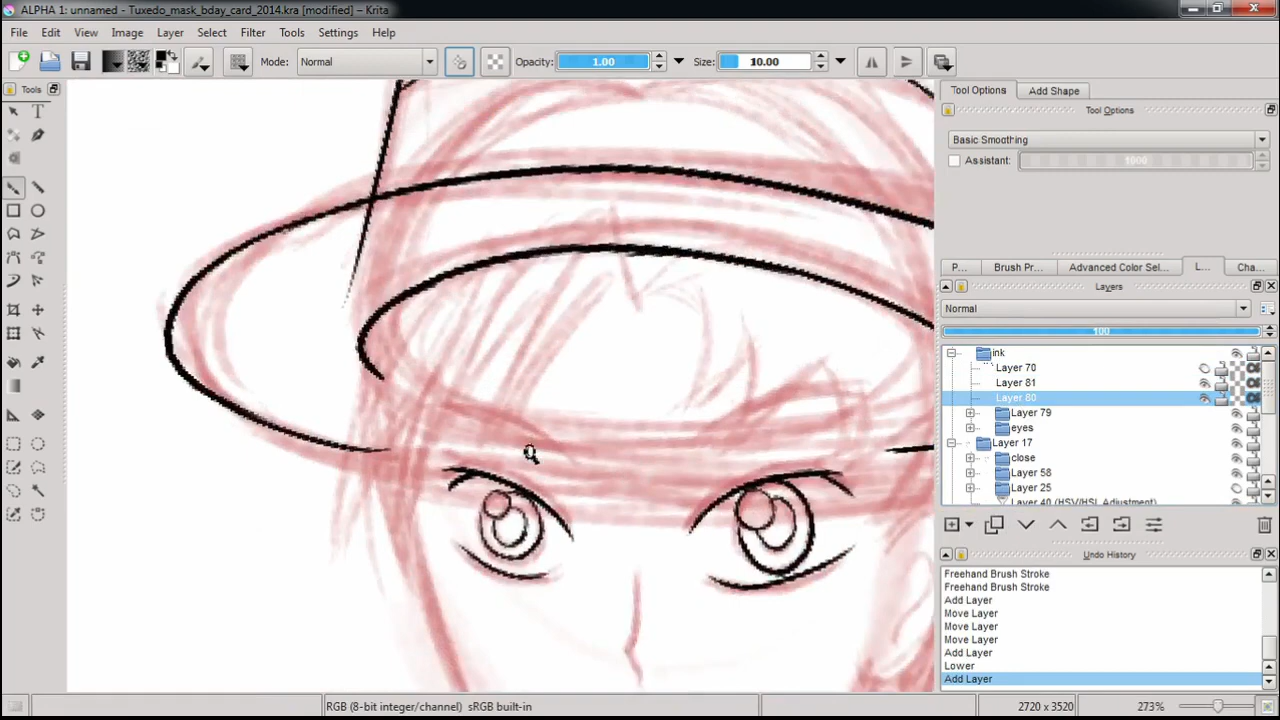 ALPHA 1: unnamed - Tuxedo_mask_bday_card_2014.kra [modified] – Krita
File Edit View Image Layer Select Filter Tools Settings Help
Mode: Normal Opacity: 1.00 Size: 10.00
Tools
Tool Options Add Shape
Tool Options
Basic Smoothing
Assistant: 1000
P... Brush Pr... Advanced Color Sel... L... Cha...
Layers
Normal
100
ink
Layer 70
Layer 81
Layer 80
Layer 79
eyes
Layer 17
close
Layer 58
Layer 25
Layer 40 (HSV/HSL Adjustment)
Undo History
Freehand Brush Stroke
Freehand Brush Stroke
Add Layer
Move Layer
Move Layer
Move Layer
Add Layer
Lower
Add Layer
RGB (8-bit integer/channel) sRGB built-in 2720 x 3520 273%